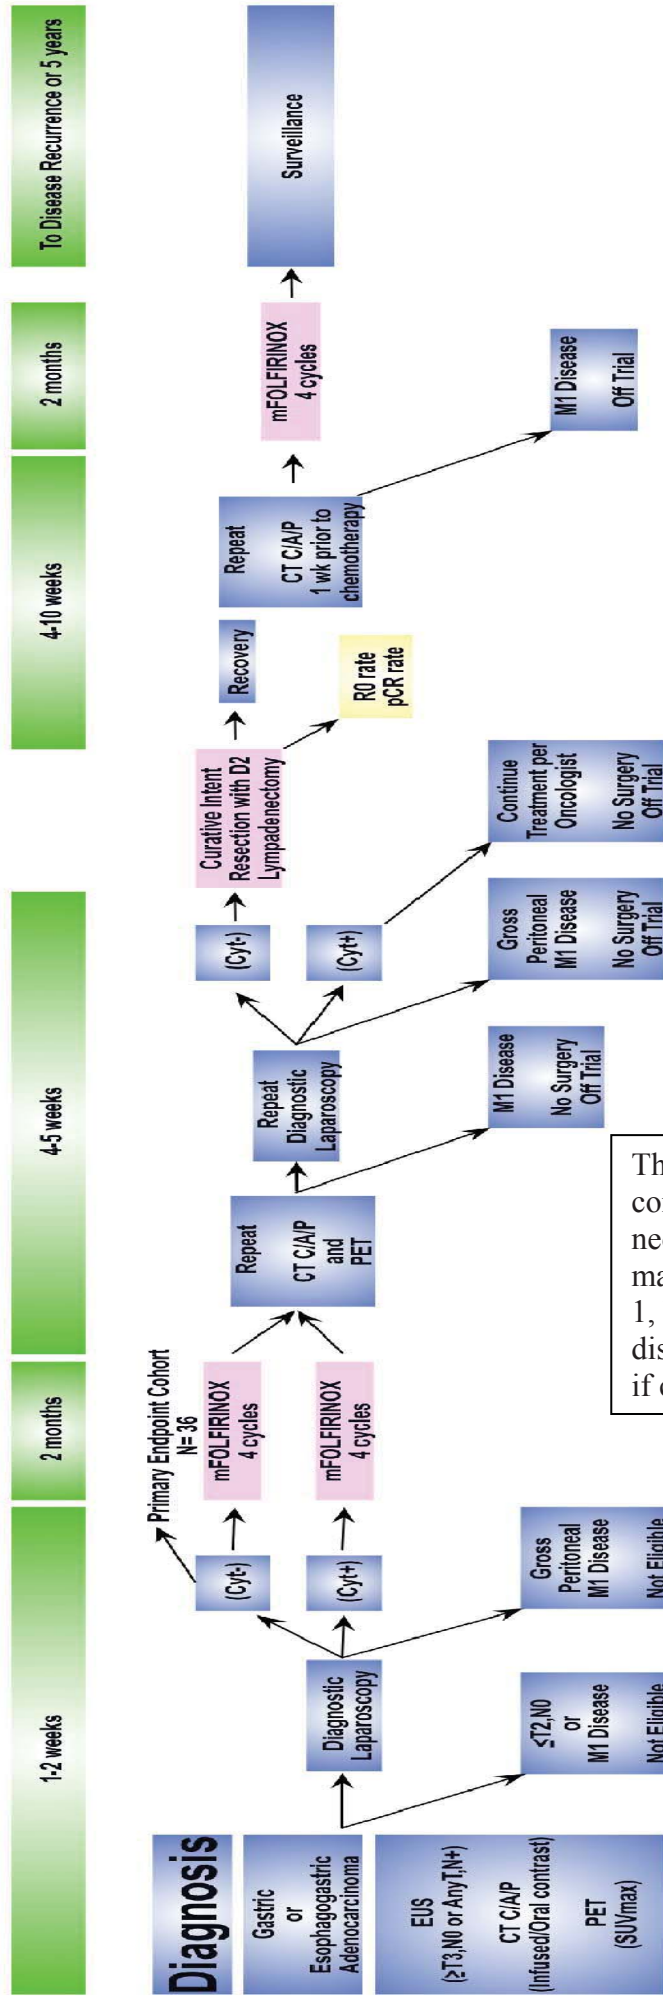 1-2 weeks
2 months
4-5 weeks
4-10 weeks
2 months
To Disease Recurrence or 5 years
Diagnosis
Gastric
or
Esophagogastric
Adenocarcinoma
EUS
(≥T3,N0 or AnyT,N+)
CT C/A/P
(Infused/Oral contrast)
PET
(SUVmax)
Diagnostic
Laparoscopy
≤T2,N0
or
M1 Disease
Not Eligible
(Cyt-)
(Cyt+)
Gross
Peritoneal
M1 Disease
Not Eligible
Primary Endpoint Cohort
N= 36
mFOLFIRINOX
4 cycles
mFOLFIRINOX
4 cycles
Repeat
CT C/A/P
and
PET
Repeat
Diagnostic
Laparoscopy
M1 Disease
No Surgery
Off Trial
(Cyt-)
(Cyt+)
Gross
Peritoneal
M1 Disease
No Surgery
Off Trial
Continue
Treatment per
Oncologist
No Surgery
Off Trial
Curative Intent
Resection with D2
Lympadenectomy
Recovery
R0 rate
pCR rate
Repeat
CT C/A/P
1 wk prior to
chemotherapy
mFOLFIRINOX
4 cycles
M1 Disease
Off Trial
Surveillance
Th
1,
if